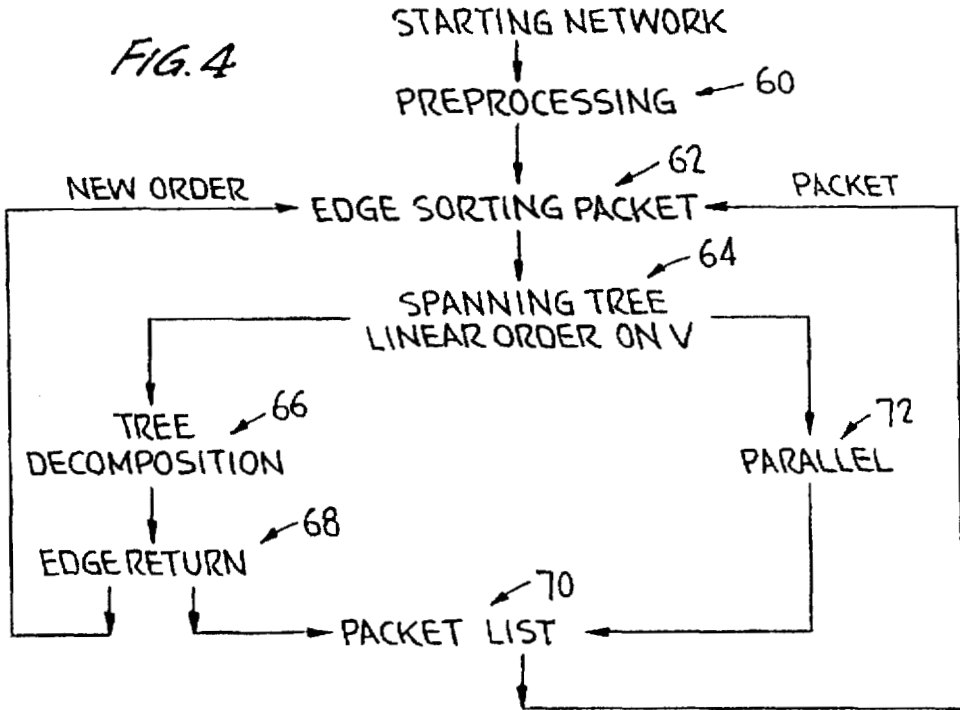 FIG. 4
STARTING NETWORK
PREPROCESSING
60
NEW ORDER
EDGE SORTING PACKET
62
PACKET
SPANNING TREE
LINEAR ORDER ON V
64
TREE
DECOMPOSITION
66
PARALLEL
72
EDGE RETURN
68
PACKET LIST
70